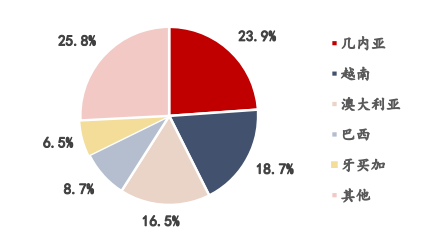 25.8%
23.9%
6.5%
8.7%
16.5%
18.7%
几内亚
越南
澳大利亚
巴西
牙买加
其他